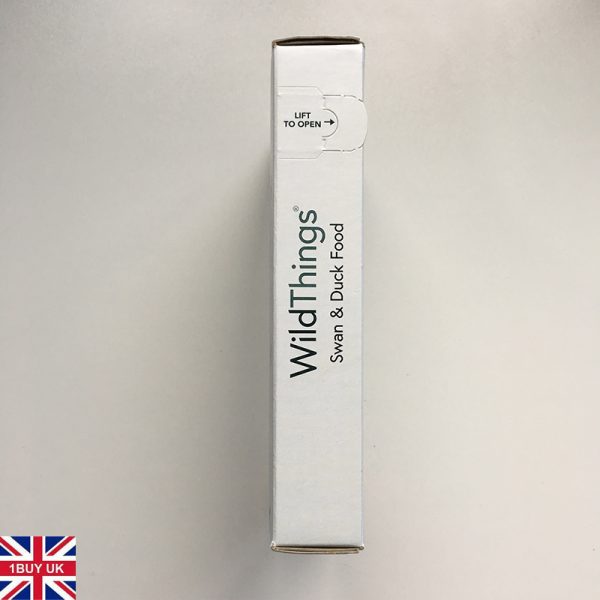 LIFT
TO OPEN →
WildThings®
Swan & Duck Food
1BUY UK